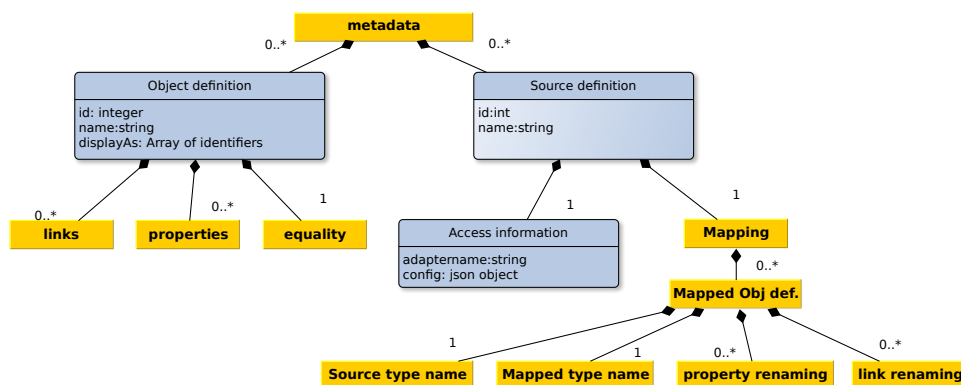 metadata
0..*
0..*
Object definition
id: integer
name:string
displayAs: Array of identifiers
Source definition
id:int
name:string
0..*
0..*
1
links
properties
equality
1
1
Access information
adaptername:string
config: json object
Mapping
0..*
Mapped Obj def.
1
1
0..*
0..*
Source type name
Mapped type name
property renaming
link renaming